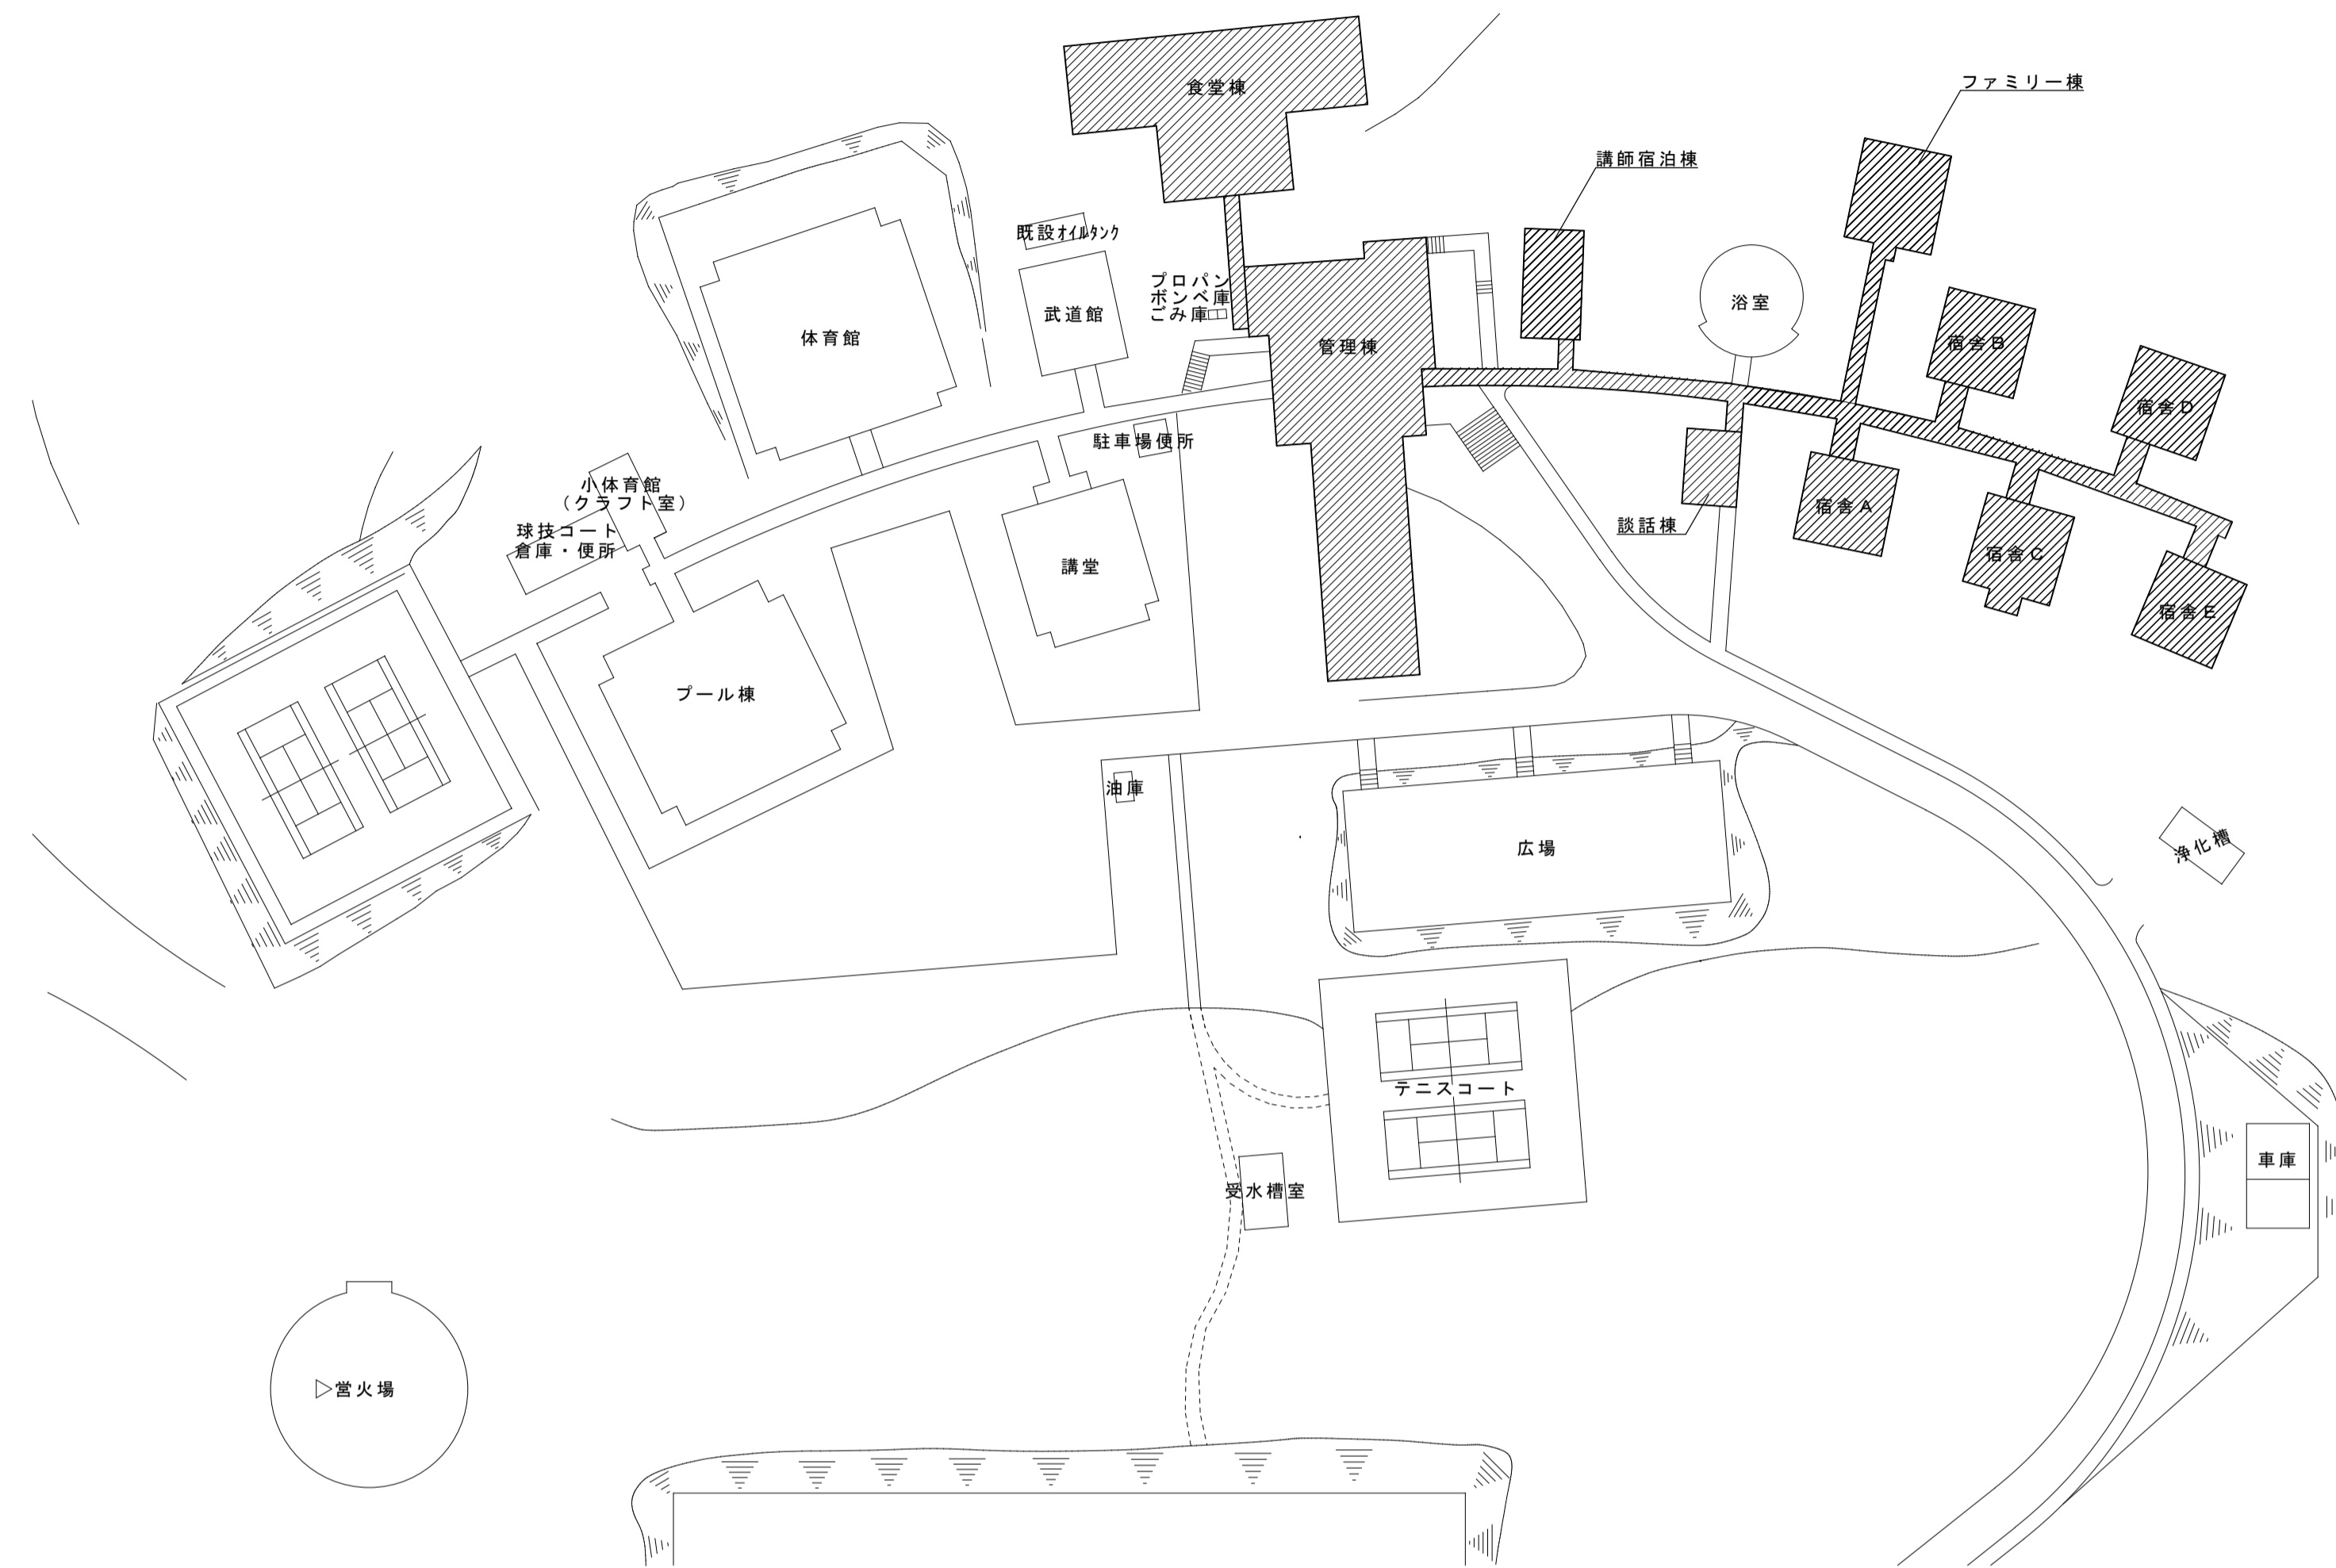 食堂棟
ファミリー棟
講師宿泊棟
既設オイルタンク
プロパン
ボンベ庫
ごみ庫
武道館
浴室
体育館
管理棟
宿舎B
宿舎D
駐車場便所
小体育館
（クラフト室）
球技コート
倉庫・便所
談話棟
宿舎A
宿舎C
講堂
宿舎E
プール棟
油庫
広場
浄化槽
テニスコート
車庫
受水槽室
営火場